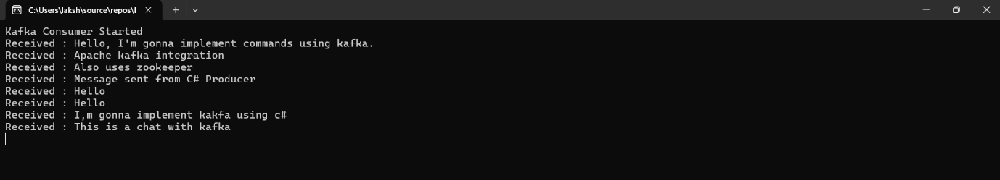 C:\Users\laksh\source\repos\l
Kafka Consumer Started
Received : Hello, I'm gonna implement commands using kafka.
Received : Apache kafka integration
Received : Also uses zookeeper
Received : Message sent from C# Producer
Received : Hello
Received : Hello
Received : I,m gonna implement kakfa using c#
Received : This is a chat with kafka